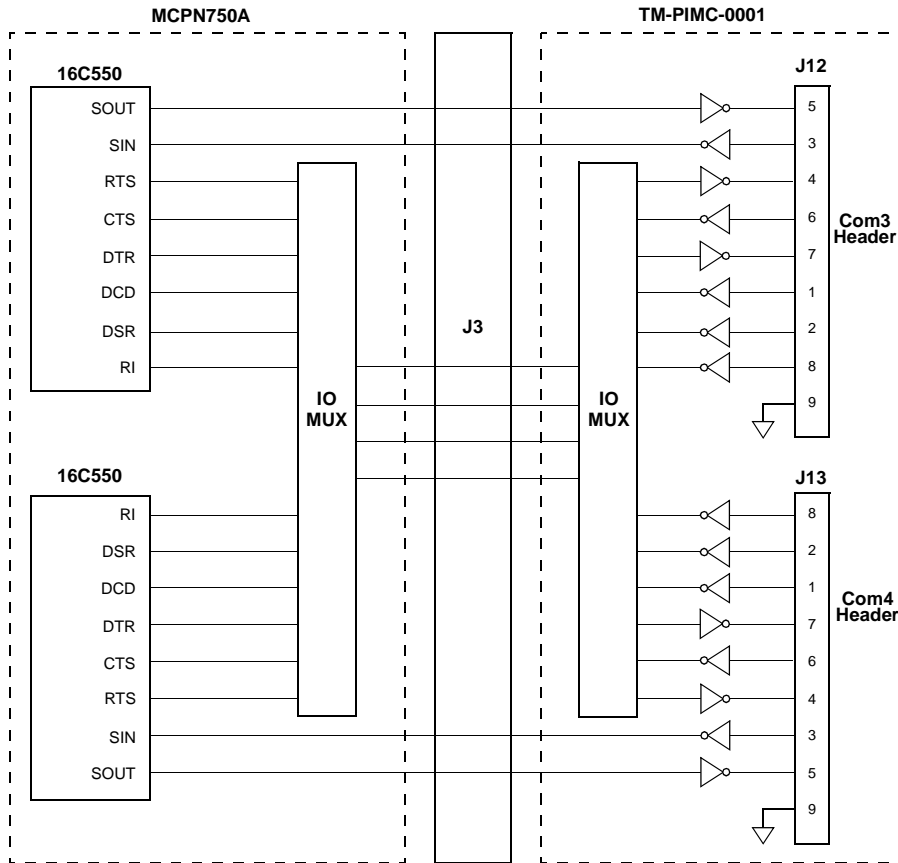 MCPN750A
TM-PIMC-0001
16C550
SOUT
SIN
RTS
CTS
DTR
DCD
DSR
RI
IO
MUX
16C550
RI
DSR
DCD
DTR
CTS
RTS
SIN
SOUT
J3
IO
MUX
J12
5
3
4
6
7
1
2
8
9
Com3
Header
J13
8
2
1
7
6
4
3
5
9
Com4
Header